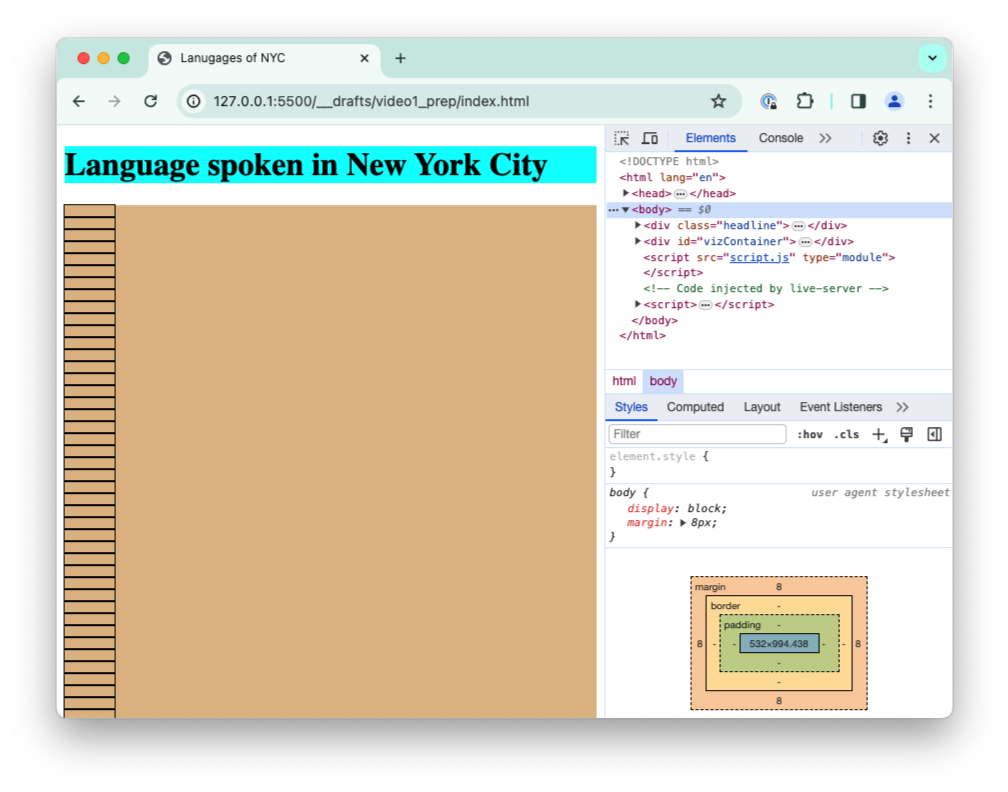 Lanugages of NYC
127.0.0.1:5500/__drafts/video1_prep/index.html
Language spoken in New York City
Elements Console
<!DOCTYPE html>
<html lang="en">
<head> … </head>
… <body> == $0
<div class="headline"> … </div>
<div id="vizContainer"> … </div>
<script src="script.js" type="module">
</script>
<!-- Code injected by live-server -->
<script> … </script>
</body>
</html>
html body
Styles Computed Layout Event Listeners
Filter :hov .cls
element.style {
}
body { user agent stylesheet
display: block;
margin: 8px;
}
margin 8
border -
padding -
8 - - 532×994.438 - - 8
-
-
8